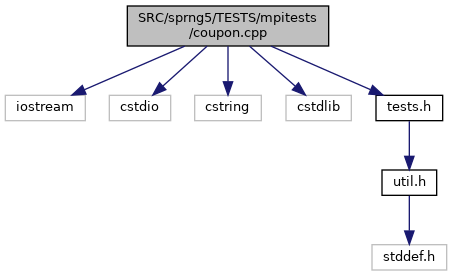 SRC/sprng5/TESTS/mpitests
/coupon.cpp
iostream
cstdio
cstring
cstdlib
tests.h
util.h
stddef.h